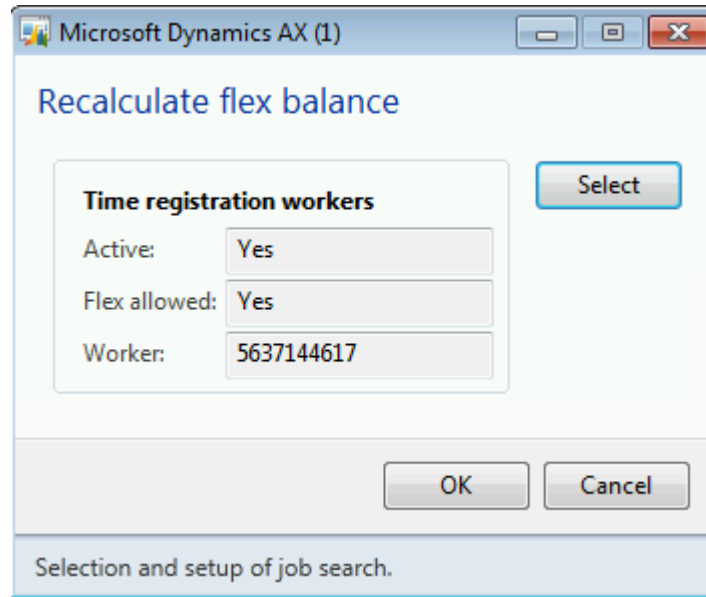 Microsoft Dynamics AX (1)
Recalculate flex balance
Time registration workers
Select
Active: Yes
Flex allowed: Yes
Worker: 5637144617
OK Cancel
Selection and setup of job search.